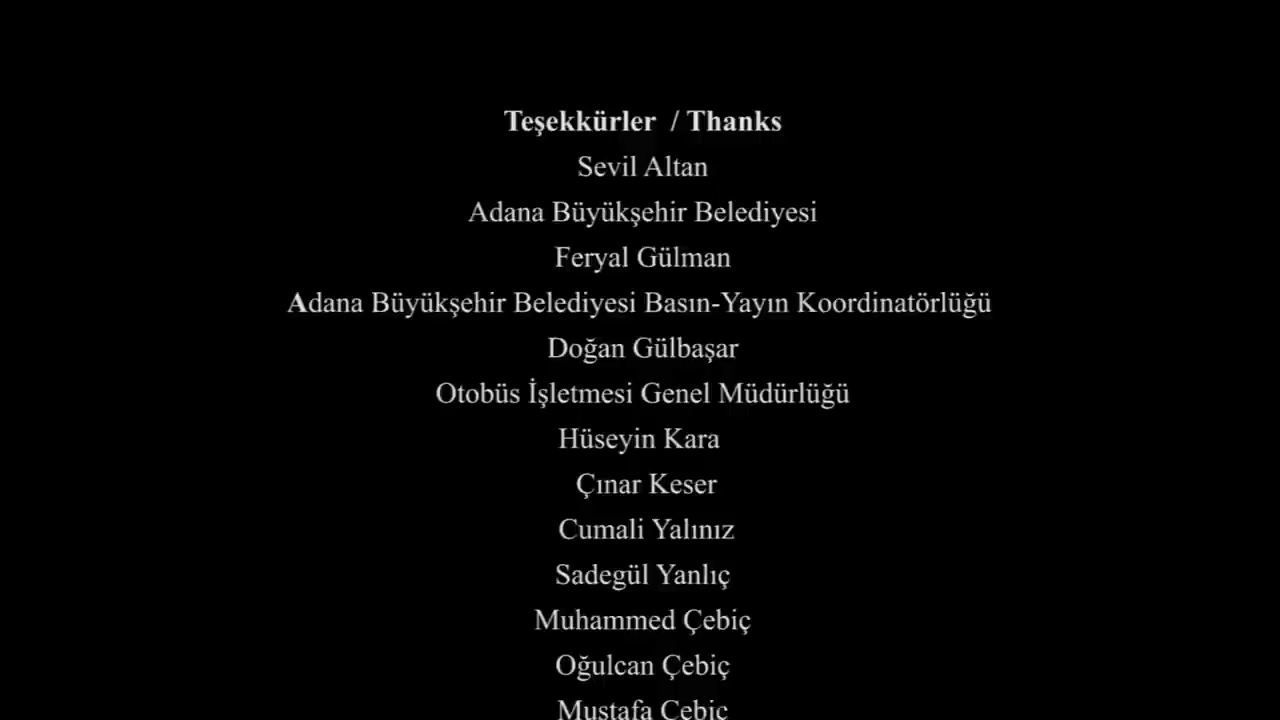 Teşekkürler / Thanks
Sevil Altan
Adana Büyükşehir Belediyesi
Feryal Gülman
Adana Büyükşehir Belediyesi Basın-Yayın Koordinatörlüğü
Doğan Gülbaşar
Otobüs İşletmesi Genel Müdürlüğü
Hüseyin Kara
Çınar Keser
Cumali Yalınız
Sadegül Yanlıç
Muhammed Çebiç
Oğulcan Çebiç
Mustafa Çebiç